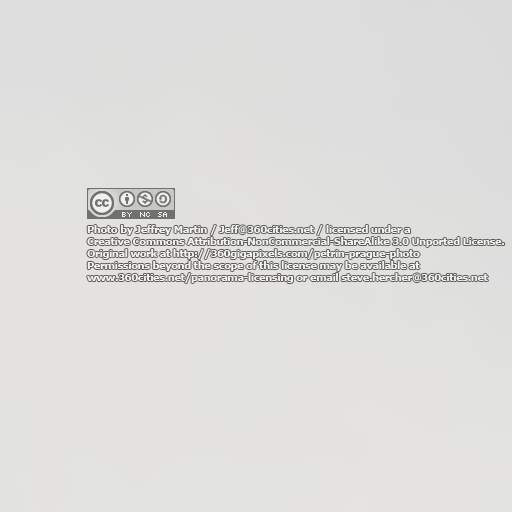 cc BY NC SA
Photo by Jeffrey Martin / Jeff@360cities.net / licensed under a
Creative Commons Attribution-NonCommercial-ShareAlike 3.0 Unported License.
Original work at http://360gigapixels.com/petrin-prague-photo
Permissions beyond the scope of this license may be available at
www.360cities.net/panorama-licensing or email steve.hercher@360cities.net